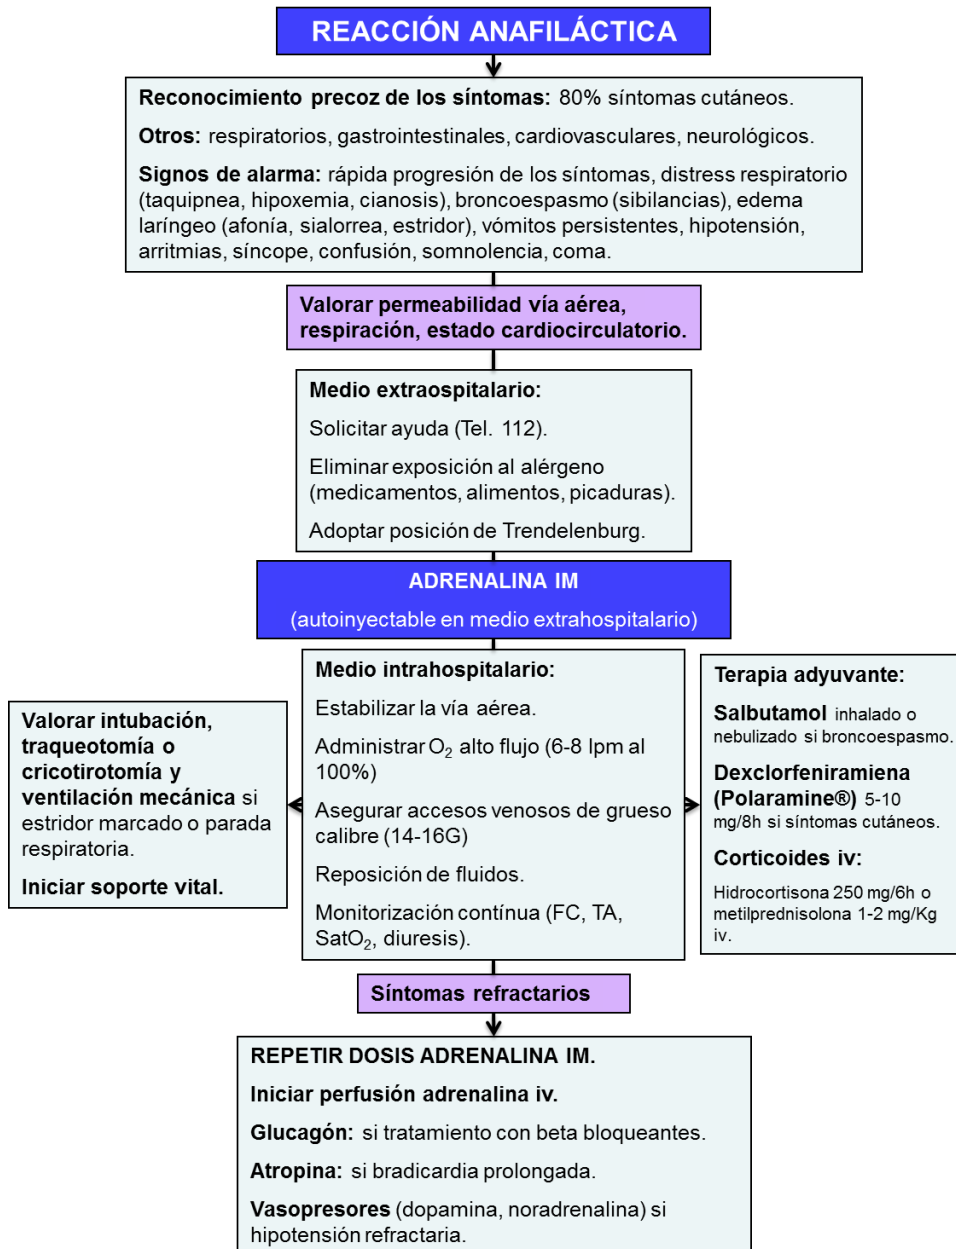 REACCIÓN ANAFILÁCTICA
Reconocimiento precoz de los síntomas: 80% síntomas cutáneos.
Otros: respiratorios, gastrointestinales, cardiovasculares, neurológicos.
Signos de alarma: rápida progresión de los síntomas, distress respiratorio
(taquipnea, hipoxemia, cianosis), broncoespasmo (sibilancias), edema
laríngeo (afonía, sialorrea, estridor), vómitos persistentes, hipotensión,
arritmias, síncope, confusión, somnolencia, coma.
Valorar permeabilidad vía aérea,
respiración, estado cardiocirculatorio.
Medio extraospitalario:
Solicitar ayuda (Tel. 112).
Eliminar exposición al alérgeno
(medicamentos, alimentos, picaduras).
Adoptar posición de Trendelenburg.
ADRENALINA IM
(autoinyectable en medio extrahospitalario)
Valorar intubación,
traqueotomía o
cricotirotomía y
ventilación mecánica si
estridor marcado o parada
respiratoria.
Iniciar soporte vital.
Medio intrahospitalario:
Estabilizar la vía aérea.
Administrar O₂ alto flujo (6-8 lpm al
100%)
Asegurar accesos venosos de grueso
calibre (14-16G)
Reposición de fluidos.
Monitorización contínua (FC, TA,
SatO₂, diuresis).
Terapia adyuvante:
Salbutamol inhalado o
nebulizado si broncoespasmo.
Dexclorfeniramiena
(Polaramine®) 5-10
mg/8h si síntomas cutáneos.
Corticoides iv:
Hidrocortisona 250 mg/6h o
metilprednisolona 1-2 mg/Kg
iv.
Síntomas refractarios
REPETIR DOSIS ADRENALINA IM.
Iniciar perfusión adrenalina iv.
Glucagón: si tratamiento con beta bloqueantes.
Atropina: si bradicardia prolongada.
Vasopresores (dopamina, noradrenalina) si
hipotensión refractaria.